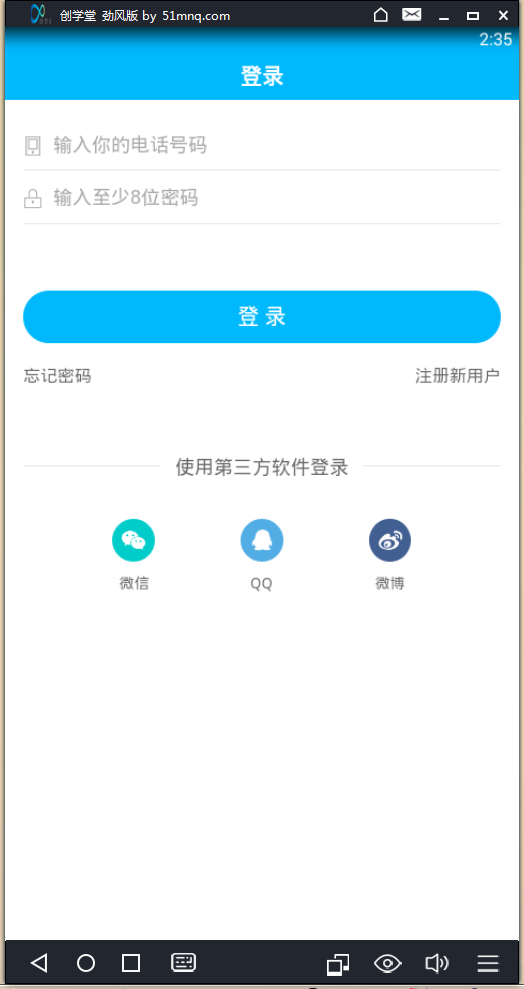 创学堂 劲风版 by 51mnq.com
2:35
登录
输入你的电话号码
输入至少8位密码
登 录
忘记密码 注册新用户
使用第三方软件登录
微信 QQ 微博